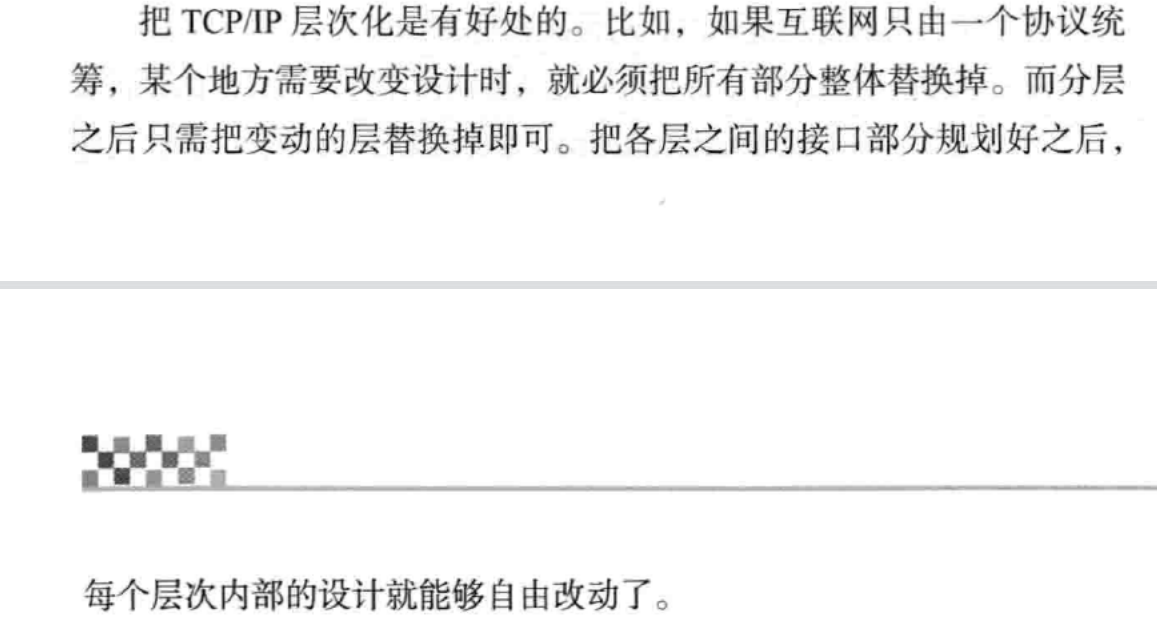 把 TCP/IP 层次化是有好处的。比如，如果互联网只由一个协议统
筹，某个地方需要改变设计时，就必须把所有部分整体替换掉。而分层
之后只需把变动的层替换掉即可。把各层之间的接口部分规划好之后，
每个层次内部的设计就能够自由改动了。